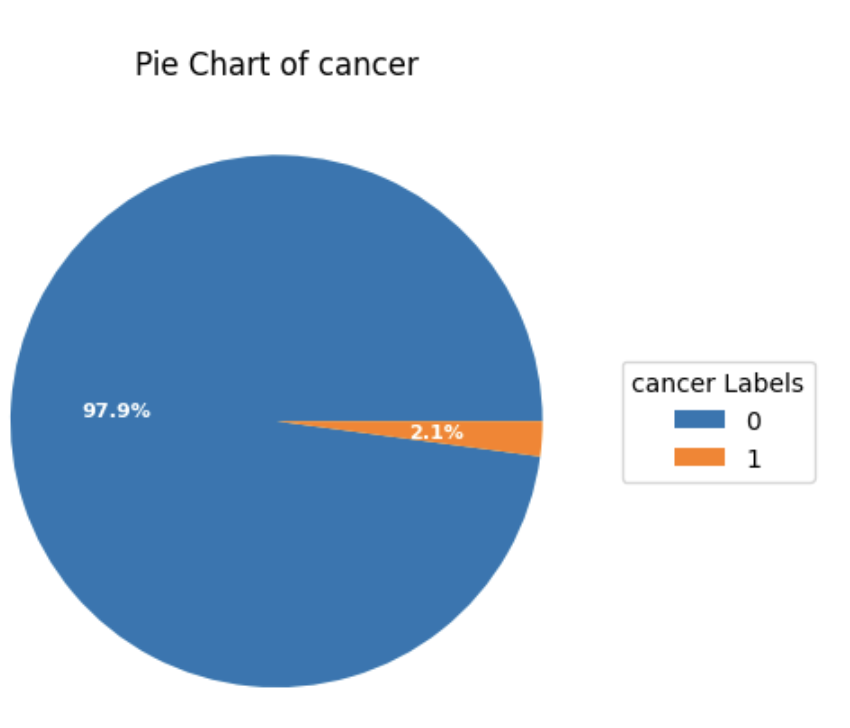 Pie Chart of cancer
97.9%
2.1%
cancer Labels
0
1